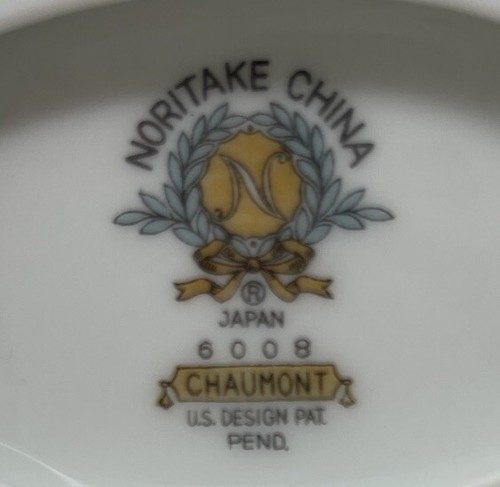 NORITAKE CHINA
N
®
JAPAN
6008
CHAUMONT
U.S. DESIGN PAT.
PEND.